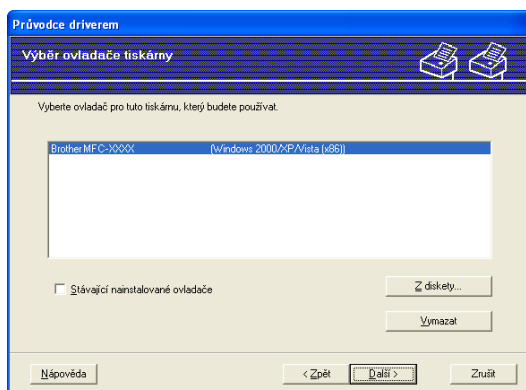 Průvodce driverem
Výběr ovladače tiskárny
Vyberte ovladač pro tuto tiskárnu, který budete používat.
Brother MFC-XXXX (Windows 2000/XP/Vista (x86))
Stávající nainstalované ovladače
Z diskety...
Vymazat
Nápověda
< Zpět
Další >
Zrušit